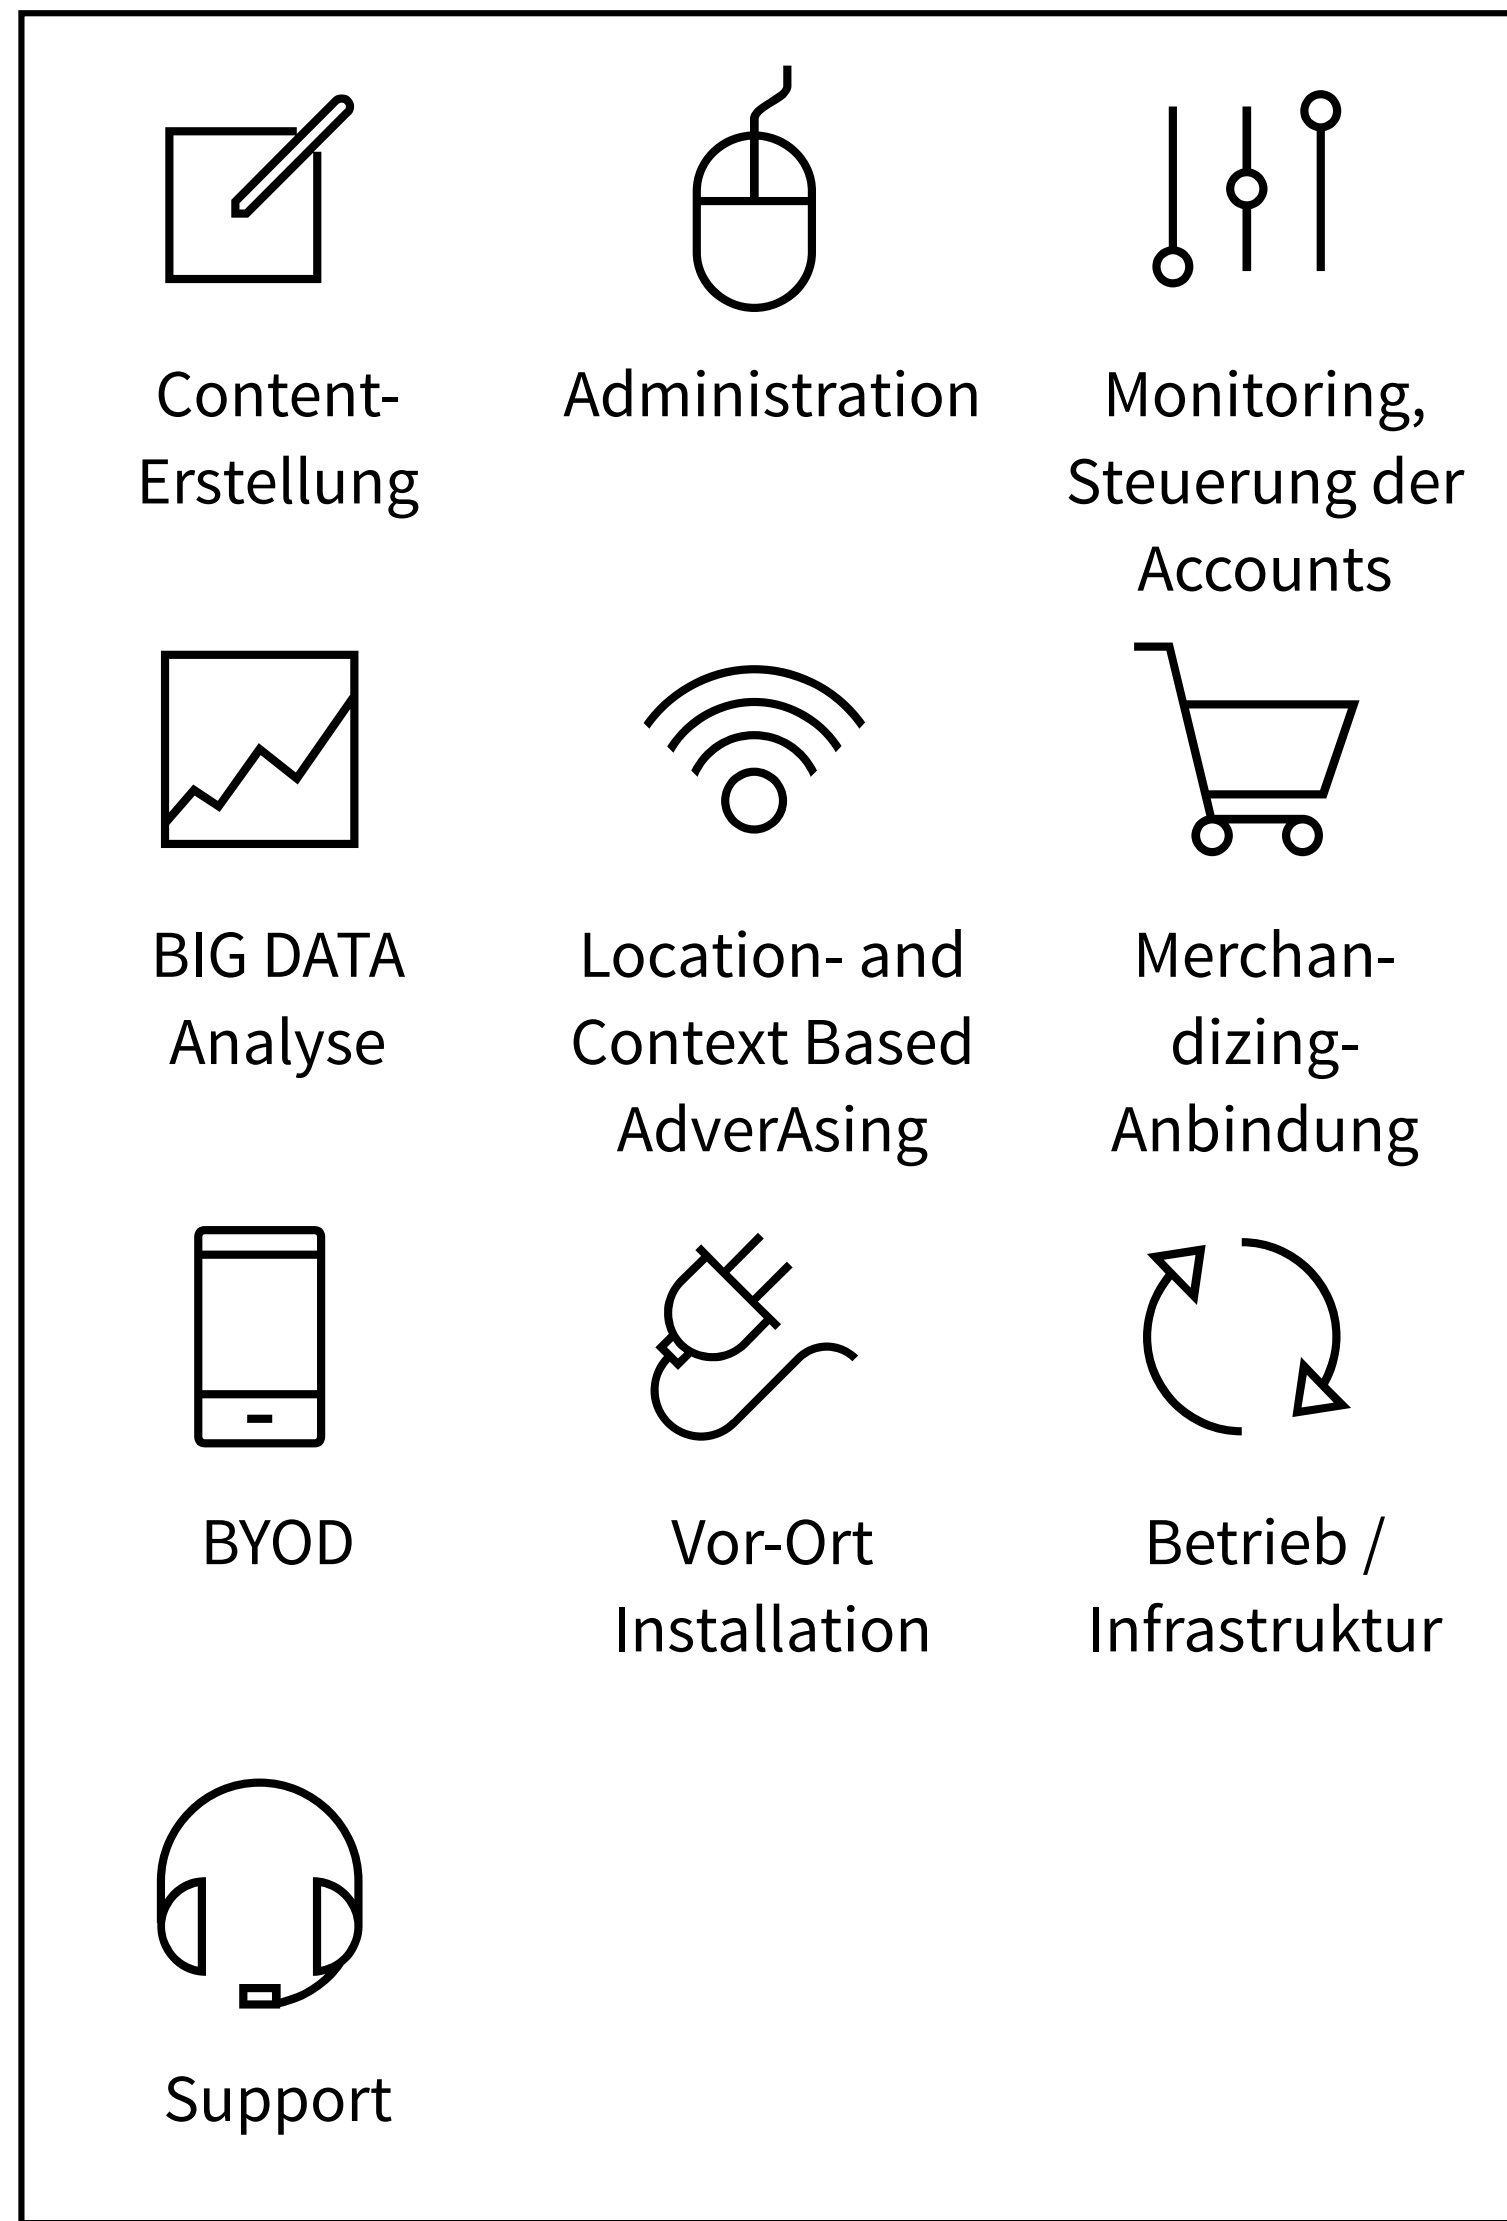 Content-
Erstellung
Administration
Monitoring,
Steuerung der
Accounts
BIG DATA
Analyse
Location- and
Context Based
AdverAsing
Merchan-
dizing-
Anbindung
BYOD
Vor-Ort
Installation
Betrieb /
Infrastruktur
Support